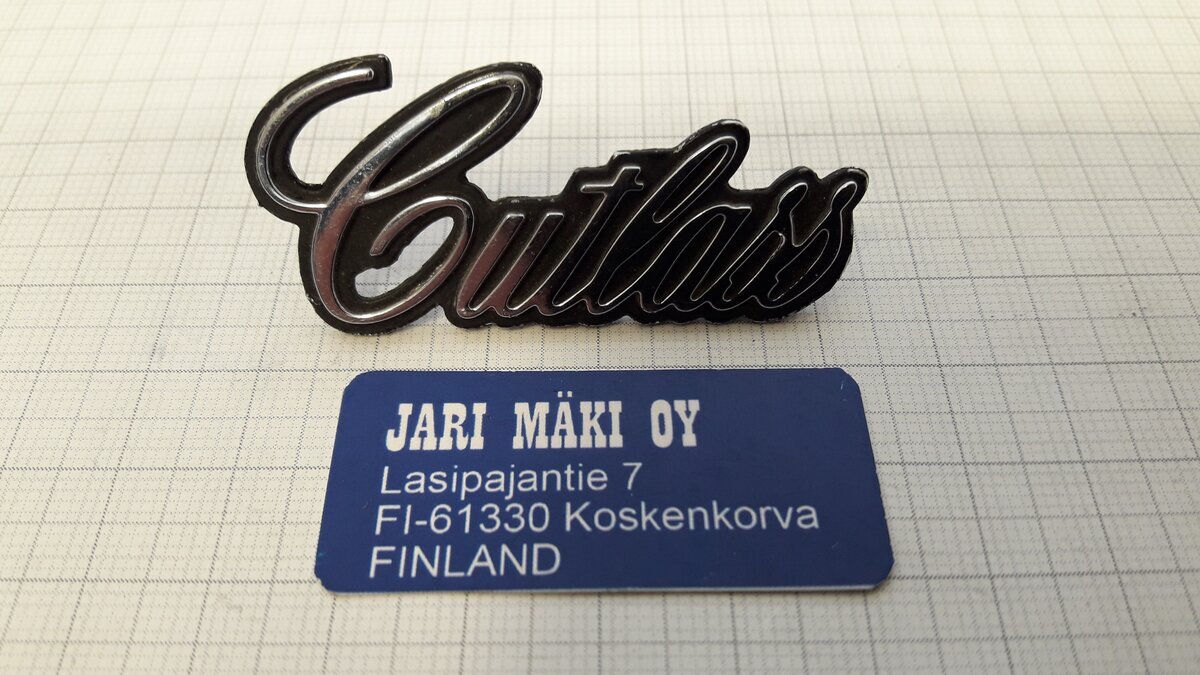 Cutlass
JARI MÄKI OY
Lasipajantie 7
FI-61330 Koskenkorva
FINLAND